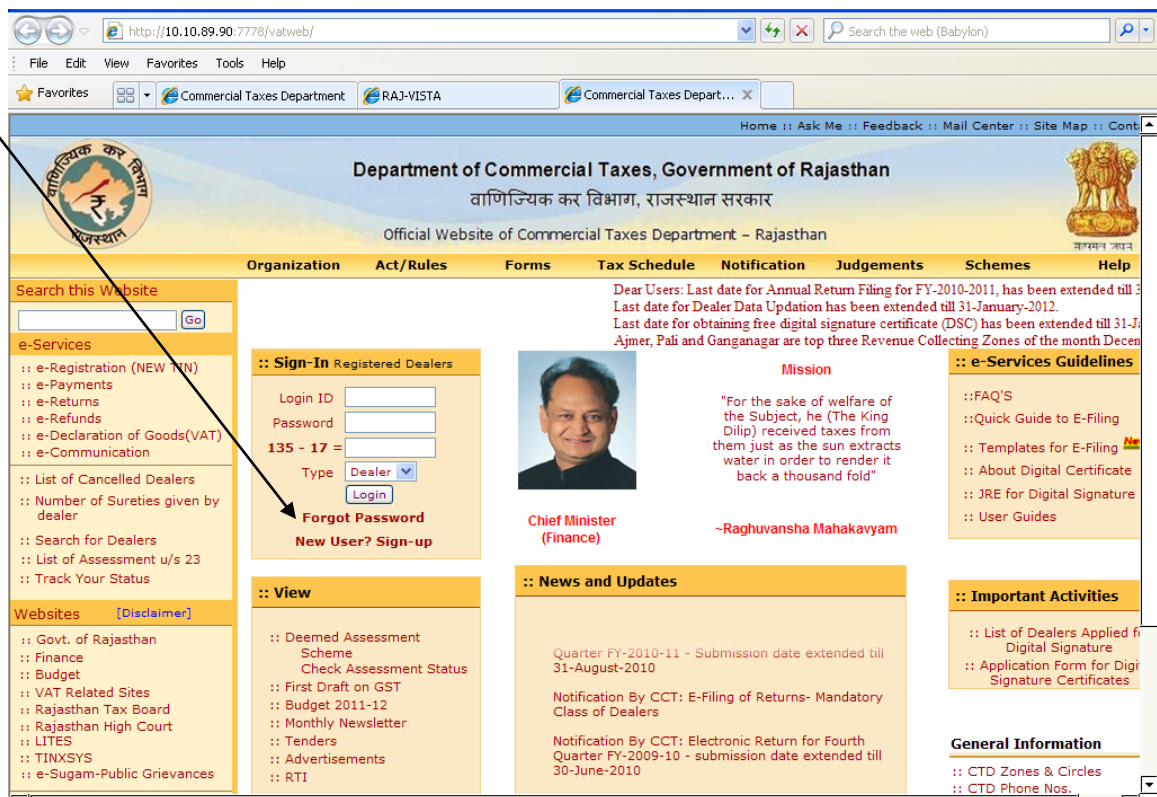 http://10.10.89.90:7778/vatweb/
Search the web (Babylon)
File Edit View Favorites Tools Help
Favorites
Commercial Taxes Department
RAJ-VISTA
Commercial Taxes Depart...
Home :: Ask Me :: Feedback :: Mail Center :: Site Map :: Cont
वाणिज्यिक कर विभाग
राजस्थान
Department of Commercial Taxes, Government of Rajasthan
वाणिज्यिक कर विभाग, राजस्थान सरकार
Official Website of Commercial Taxes Department – Rajasthan
Organization Act/Rules Forms Tax Schedule Notification Judgements Schemes Help
Dear Users: Last date for Annual Return Filing for FY-2010-2011, has been extended till 3
Last date for Dealer Data Updation has been extended till 31-January-2012.
Last date for obtaining free digital signature certificate (DSC) has been extended till 31-J
Ajmer, Pali and Ganganagar are top three Revenue Collecting Zones of the month Decen
Search this Website
Go
e-Services
:: e-Registration (NEW TIN)
:: e-Payments
:: e-Returns
:: e-Refunds
:: e-Declaration of Goods(VAT)
:: e-Communication
:: List of Cancelled Dealers
:: Number of Sureties given by
dealer
:: Search for Dealers
:: List of Assessment u/s 23
:: Track Your Status
Websites [Disclaimer]
:: Govt. of Rajasthan
:: Finance
:: Budget
:: VAT Related Sites
:: Rajasthan Tax Board
:: Rajasthan High Court
:: LITES
:: TINXSYS
:: e-Sugam-Public Grievances
:: Sign-In Registered Dealers
Login ID
Password
135 - 17 =
Type Dealer
Login
Forgot Password
New User? Sign-up
:: View
:: Deemed Assessment
Scheme
Check Assessment Status
:: First Draft on GST
:: Budget 2011-12
:: Monthly Newsletter
:: Tenders
:: Advertisements
:: RTI
Chief Minister
(Finance)
Mission
"For the sake of welfare of
the Subject, he (The King
Dilip) received taxes from
them just as the sun extracts
water in order to render it
back a thousand fold"
~Raghuvansha Mahakavyam
:: News and Updates
Quarter FY-2010-11 - Submission date extended till
31-August-2010
Notification By CCT: E-Filing of Returns- Mandatory
Class of Dealers
Notification By CCT: Electronic Return for Fourth
Quarter FY-2009-10 - submission date extended till
30-June-2010
:: e-Services Guidelines
::FAQ'S
::Quick Guide to E-Filing
:: Templates for E-Filing New
:: About Digital Certificate
:: JRE for Digital Signature
:: User Guides
:: Important Activities
:: List of Dealers Applied f
Digital Signature
:: Application Form for Digi
Signature Certificates
General Information
:: CTD Zones & Circles
:: CTD Phone Nos.